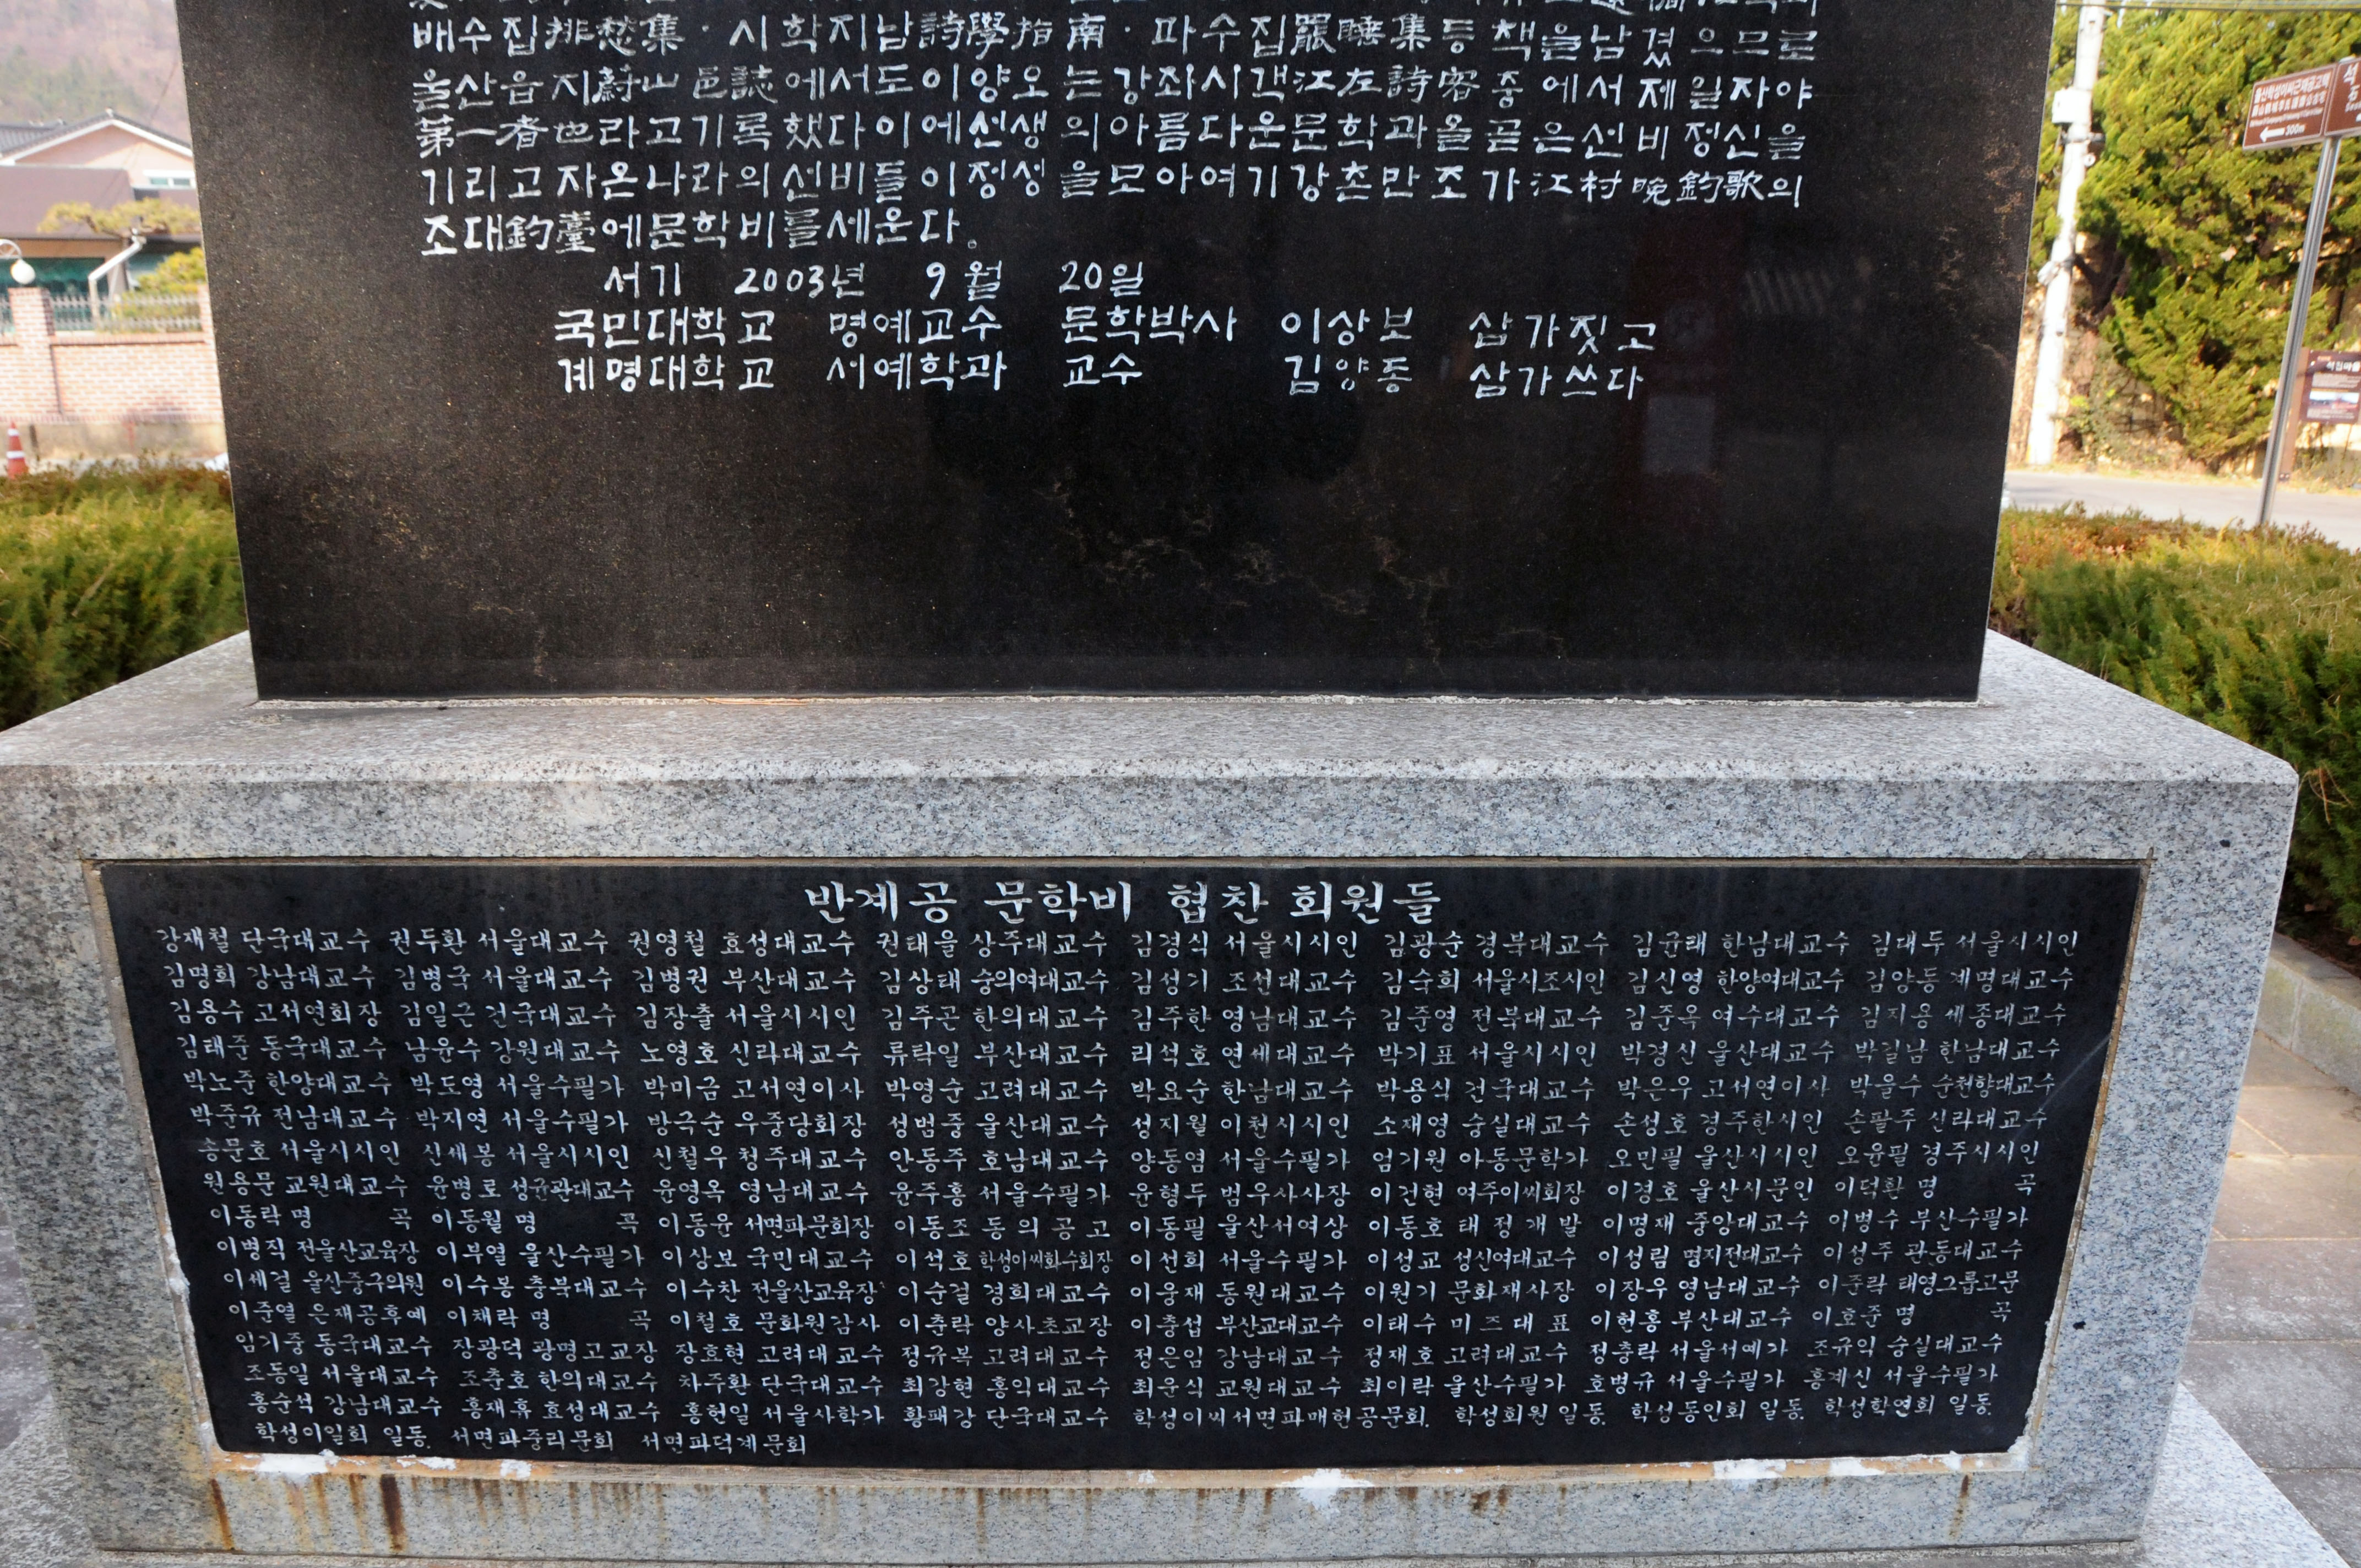 배수집排愁集·시학지남詩學指南·파수집罷睡集등책을남겼으므로
울산읍지蔚山邑誌에서도이양오는강좌시객江左詩客중에서제일자야
第一者也라고기록했다이에선생의아름다운문학과올곧은선비정신을
기리고자온나라의선비들이정성을모아여기강촌만조가江村晩釣歌의
조대釣臺에문학비를세운다。
서기 2003년 9월 20일
국민대학교 명예교수 문학박사 이상보 삼가짓고
계명대학교 서예학과 교수 김양동 삼가쓰다
300m
반계공 문학비 협찬 회원들
강재철 단국대교수 권두환 서울대교수 권영철 효성대교수 권태을 상주대교수 김경식 서울시시인 김광순 경북대교수 김균태 한남대교수 김대두 서울시시인
김명희 강남대교수 김병국 서울대교수 김병권 부산대교수 김상태 숭의여대교수 김성기 조선대교수 김숙희 서울시조시인 김신영 한양여대교수 김양동 계명대교수
김용수 고서연회장 김일근 건국대교수 김장출 서울시시인 김주곤 한의대교수 김주한 영남대교수 김준영 전북대교수 김준옥 여수대교수 김지용 세종대교수
김태준 동국대교수 남윤수 강원대교수 노영호 신라대교수 류탁일 부산대교수 리석호 연세대교수 박기표 서울시시인 박경신 울산대교수 박길남 한남대교수
박노준 한양대교수 박도영 서울수필가 박미금 고서연이사 박영순 고려대교수 박요순 한남대교수 박용식 건국대교수 박은우 고서연이사 박을수 순천향대교수
박준규 전남대교수 박지연 서울수필가 방극순 우중당회장 성범중 울산대교수 성지월 이천시시인 소재영 숭실대교수 손성호 경주한시인 손팔주 신라대교수
송문호 서울시시인 신세봉 서울시시인 신철우 청주대교수 안동주 호남대교수 양동염 서울수필가 엄기원 아동문학가 오민필 울산시시인 오윤필 경주시시인
원용문 교원대교수 윤병로 성균관대교수 윤영옥 영남대교수 윤주홍 서울수필가 윤형두 범우사사장 이건현 여주이씨회장 이경호 울산시문인 이덕환 명 곡
이동락 명 곡 이동월 명 곡 이동윤 서면파문회장 이동조 동의공고 이동필 울산서여상 이동호 태정개발 이명재 중앙대교수 이병수 부산수필가
이병직 전울산교육장 이부열 울산수필가 이상보 국민대교수 이석호 학성이씨화수회장 이선희 서울수필가 이성교 성신여대교수 이성림 명지전대교수 이성주 관동대교수
이세걸 울산중구의원 이수봉 충북대교수 이수찬 전울산교육장 이순걸 경희대교수 이웅재 동원대교수 이원기 문화재사장 이장우 영남대교수 이준락 태영그룹고문
이준열 은재공후예 이채락 명 곡 이철호 문화원감사 이춘락 양사초교장 이충섭 부산교대교수 이태수 미즈대표 이헌홍 부산대교수 이호준 명 곡
임기중 동국대교수 장광덕 광명고교장 장효현 고려대교수 정규복 고려대교수 정은임 강남대교수 정재호 고려대교수 정충락 서울서예가 조규익 숭실대교수
조동일 서울대교수 조춘호 한의대교수 차주환 단국대교수 최강현 홍익대교수 최운식 교원대교수 최이락 울산수필가 호병규 서울수필가 홍계신 서울수필가
홍순석 강남대교수 홍재휴 효성대교수 홍헌일 서울사학가 황패강 단국대교수 학성이씨서면파매헌공문회. 학성회원 일동. 학성동인회 일동. 학성학연회 일동.
학성이일회 일동. 서면파중리문회 서면파덕계문회